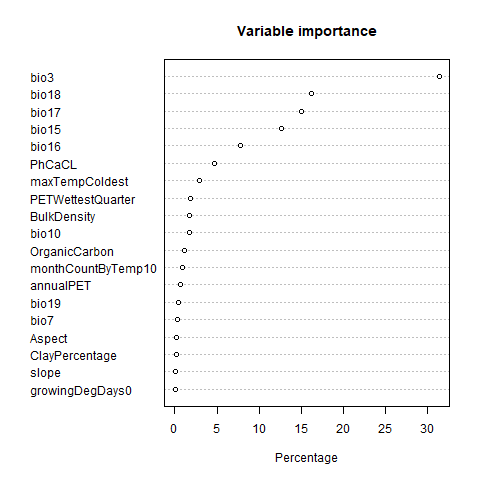 Variable importance
bio3
bio18
bio17
bio15
bio16
PhCaCL
maxTempColdest
PETWettestQuarter
BulkDensity
bio10
OrganicCarbon
monthCountByTemp10
annualPET
bio19
bio7
Aspect
ClayPercentage
slope
growingDegDays0
0 5 10 15 20 25 30
Percentage